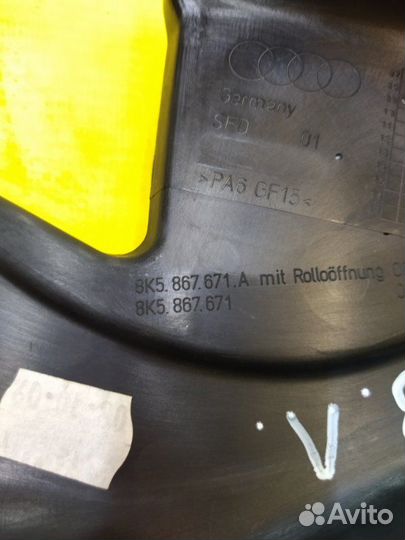 Germany
SFD 01
>PA6 GF15<
8K5.867.671.A mit Rolloöffnung
8K5.867.671
V
Avito